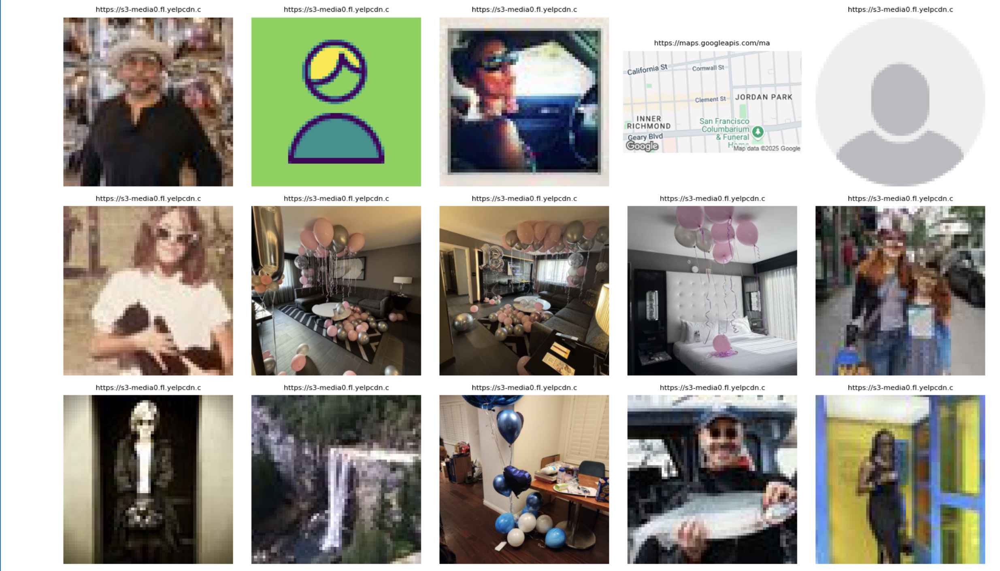 https://s3-media0.fl.yelpcdn.c
https://s3-media0.fl.yelpcdn.c
https://s3-media0.fl.yelpcdn.c
https://maps.googleapis.com/ma
https://s3-media0.fl.yelpcdn.c
California St
Cornwall St
Clement St
JORDAN PARK
INNER
RICHMOND
San Francisco
Columbarium
& Funeral
Home
Geary Blvd
Google
Map data ©2025 Google
https://s3-media0.fl.yelpcdn.c
https://s3-media0.fl.yelpcdn.c
https://s3-media0.fl.yelpcdn.c
https://s3-media0.fl.yelpcdn.c
https://s3-media0.fl.yelpcdn.c
https://s3-media0.fl.yelpcdn.c
https://s3-media0.fl.yelpcdn.c
https://s3-media0.fl.yelpcdn.c
https://s3-media0.fl.yelpcdn.c
https://s3-media0.fl.yelpcdn.c